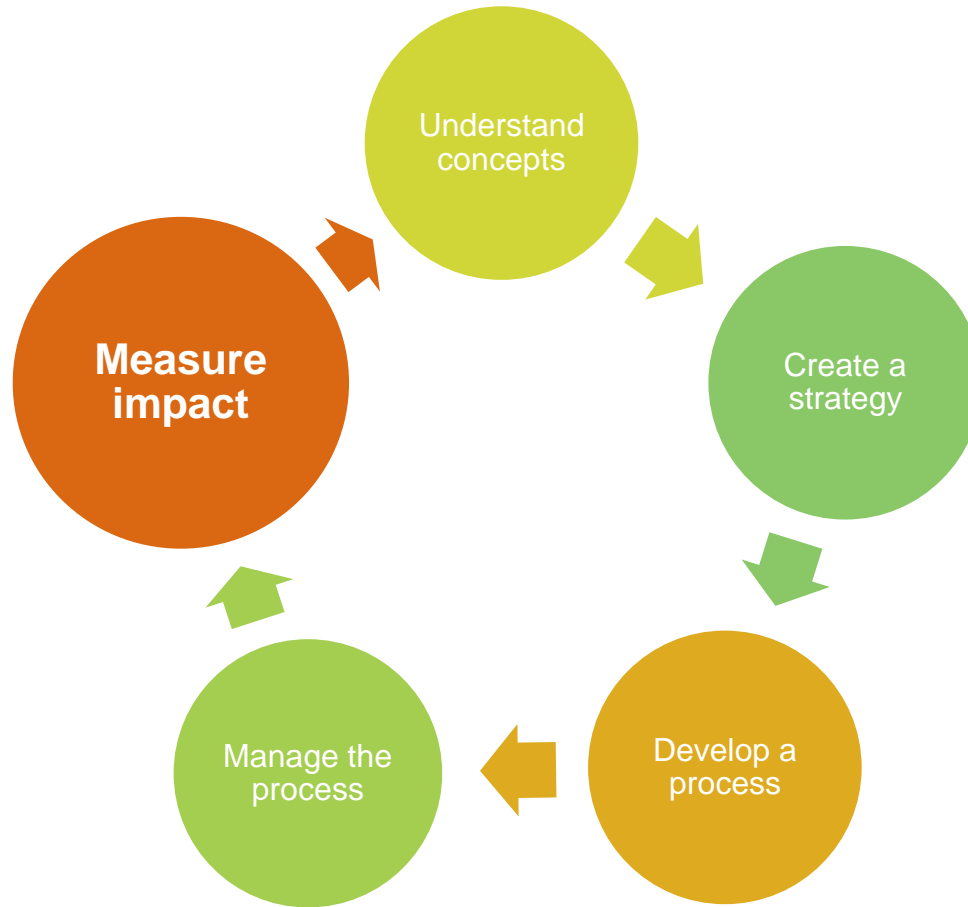 Understand
concepts
Create a
strategy
Develop a
process
Manage the
process
Measure
impact